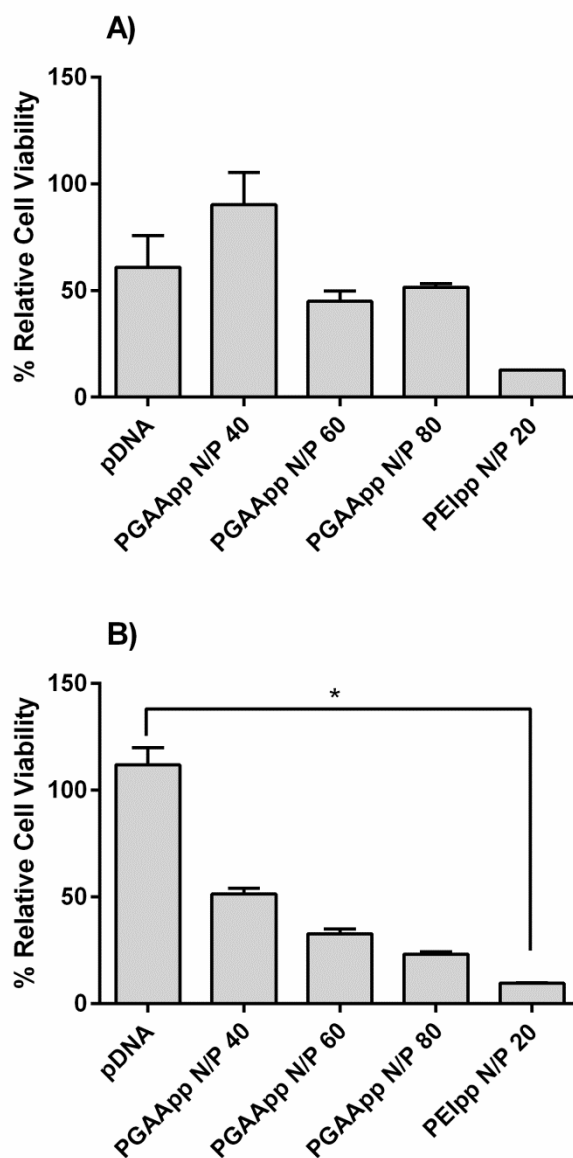 A)
% Relative Cell Viability
150
100
50
0
pDNA
PGAApp N/P 40
PGAApp N/P 60
PGAApp N/P 80
PEIpp N/P 20
B)
% Relative Cell Viability
150
100
50
0
*
pDNA
PGAApp N/P 40
PGAApp N/P 60
PGAApp N/P 80
PEIpp N/P 20